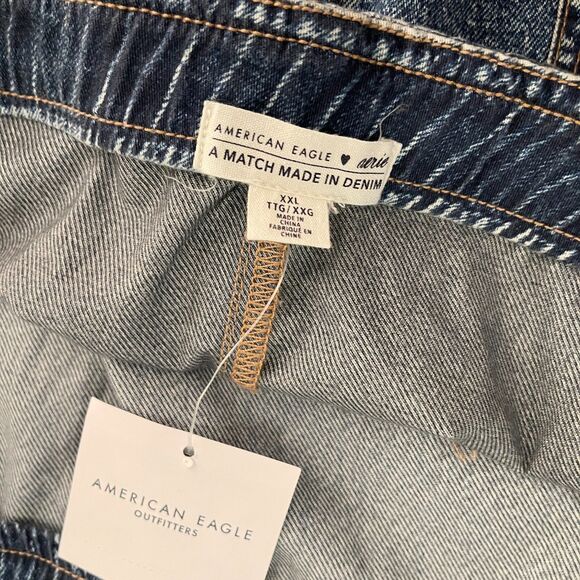 AMERICAN EAGLE ♥ aerie
A MATCH MADE IN DENIM
XXL
TTG/XXG
MADE IN
CHINA
FABRIQUÉ EN
CHINE
AMERICAN EAGLE
OUTFITTERS